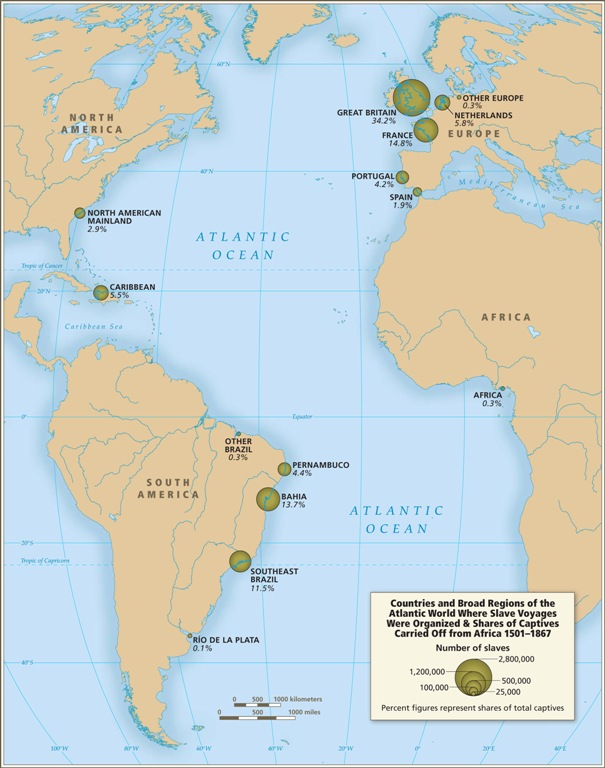 60°N
NORTH
AMERICA
GREAT BRITAIN
34.2%
OTHER EUROPE
0.3%
NETHERLANDS
5.8%
FRANCE
14.8%
EUROPE
PORTUGAL
4.2%
SPAIN
1.9%
40°N
Mediterranean Sea
NORTH AMERICAN
MAINLAND
2.9%
ATLANTIC
OCEAN
Tropic of Cancer
20°N
CARIBBEAN
5.5%
Caribbean Sea
AFRICA
AFRICA
0.3%
0°
Equator
OTHER
BRAZIL
0.3%
PERNAMBUCO
4.4%
SOUTH
AMERICA
BAHIA
13.7%
ATLANTIC
OCEAN
20°S
Tropic of Capricorn
SOUTHEAST
BRAZIL
11.5%
RÍO DE LA PLATA
0.1%
40°S
Countries and Broad Regions of the
Atlantic World Where Slave Voyages
Were Organized & Shares of Captives
Carried Off from Africa 1501–1867
Number of slaves
2,800,000
1,200,000
500,000
100,000
25,000
Percent figures represent shares of total captives
0 500 1000 kilometers
0 500 1000 miles
100°W 80°W 60°W 40°W 20°W 0° 20°E 40°E